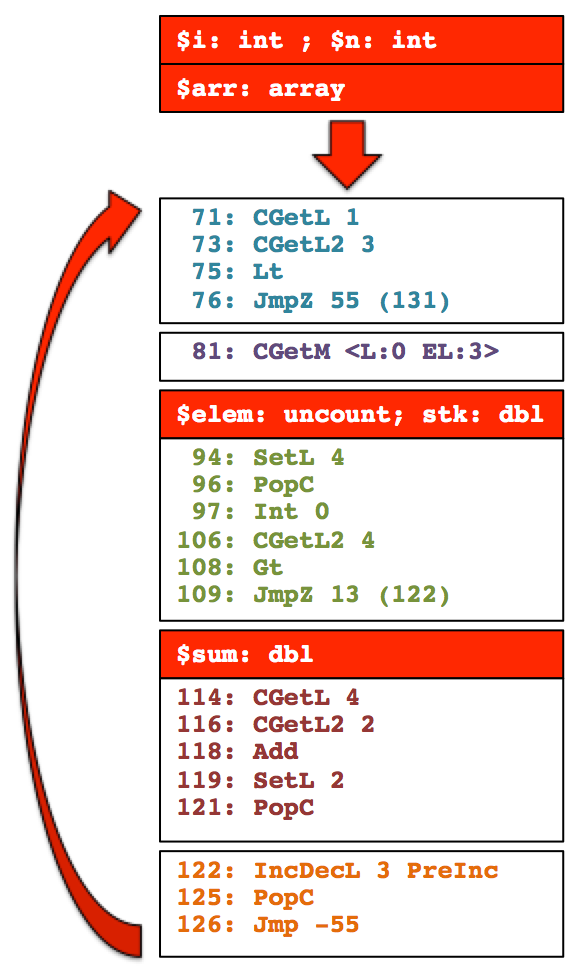 $i: int ; $n: int
$arr: array
71: CGetL 1
73: CGetL2 3
75: Lt
76: JmpZ 55 (131)
81: CGetM <L:0 EL:3>
$elem: uncount; stk: dbl
94: SetL 4
96: PopC
97: Int 0
106: CGetL2 4
108: Gt
109: JmpZ 13 (122)
$sum: dbl
114: CGetL 4
116: CGetL2 2
118: Add
119: SetL 2
121: PopC
122: IncDecL 3 PreInc
125: PopC
126: Jmp -55